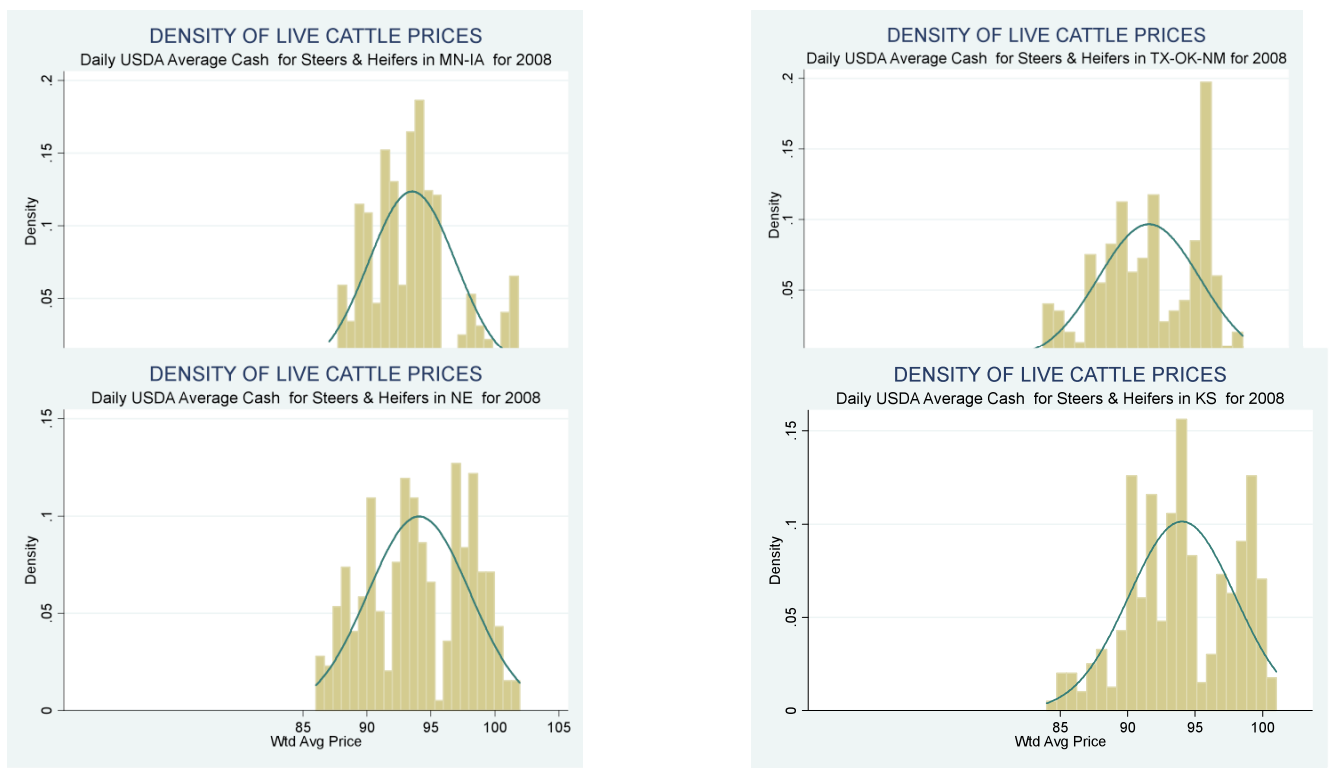 DENSITY OF LIVE CATTLE PRICES
Daily USDA Average Cash for Steers & Heifers in MN-IA for 2008
.2
.15
.1
.05
Density
DENSITY OF LIVE CATTLE PRICES
Daily USDA Average Cash for Steers & Heifers in TX-OK-NM for 2008
.2
.15
.1
.05
Density
DENSITY OF LIVE CATTLE PRICES
Daily USDA Average Cash for Steers & Heifers in NE for 2008
.15
.1
.05
0
Density
85 90 95 100 105
Wtd Avg Price
DENSITY OF LIVE CATTLE PRICES
Daily USDA Average Cash for Steers & Heifers in KS for 2008
.15
.1
.05
0
Density
85 90 95 100
Wtd Avg Price